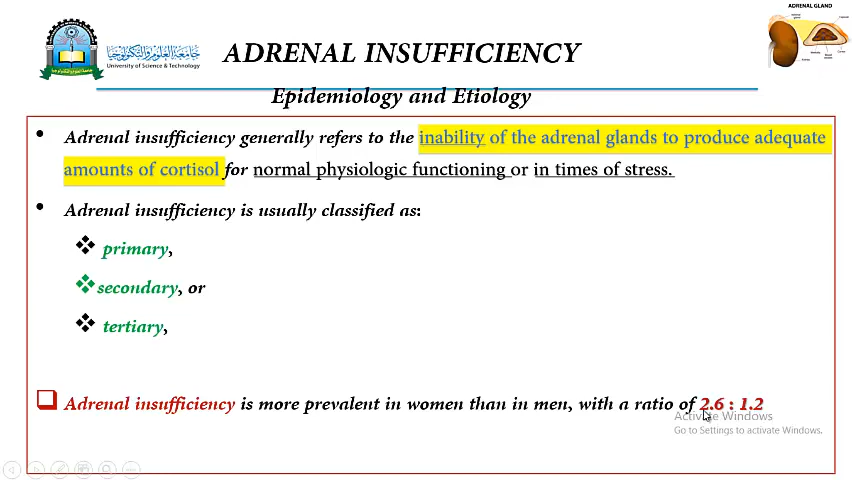 ADRENAL GLAND
جامعة العلوم والتكنولوجيا
University of Science & Technology
ADRENAL INSUFFICIENCY
Epidemiology and Etiology
• Adrenal insufficiency generally refers to the inability of the adrenal glands to produce adequate
amounts of cortisol for normal physiologic functioning or in times of stress.
• Adrenal insufficiency is usually classified as:
❖ primary,
❖secondary, or
❖ tertiary,
❑ Adrenal insufficiency is more prevalent in women than in men, with a ratio of 2.6 : 1.2
Activate Windows
Go to Settings to activate Windows.